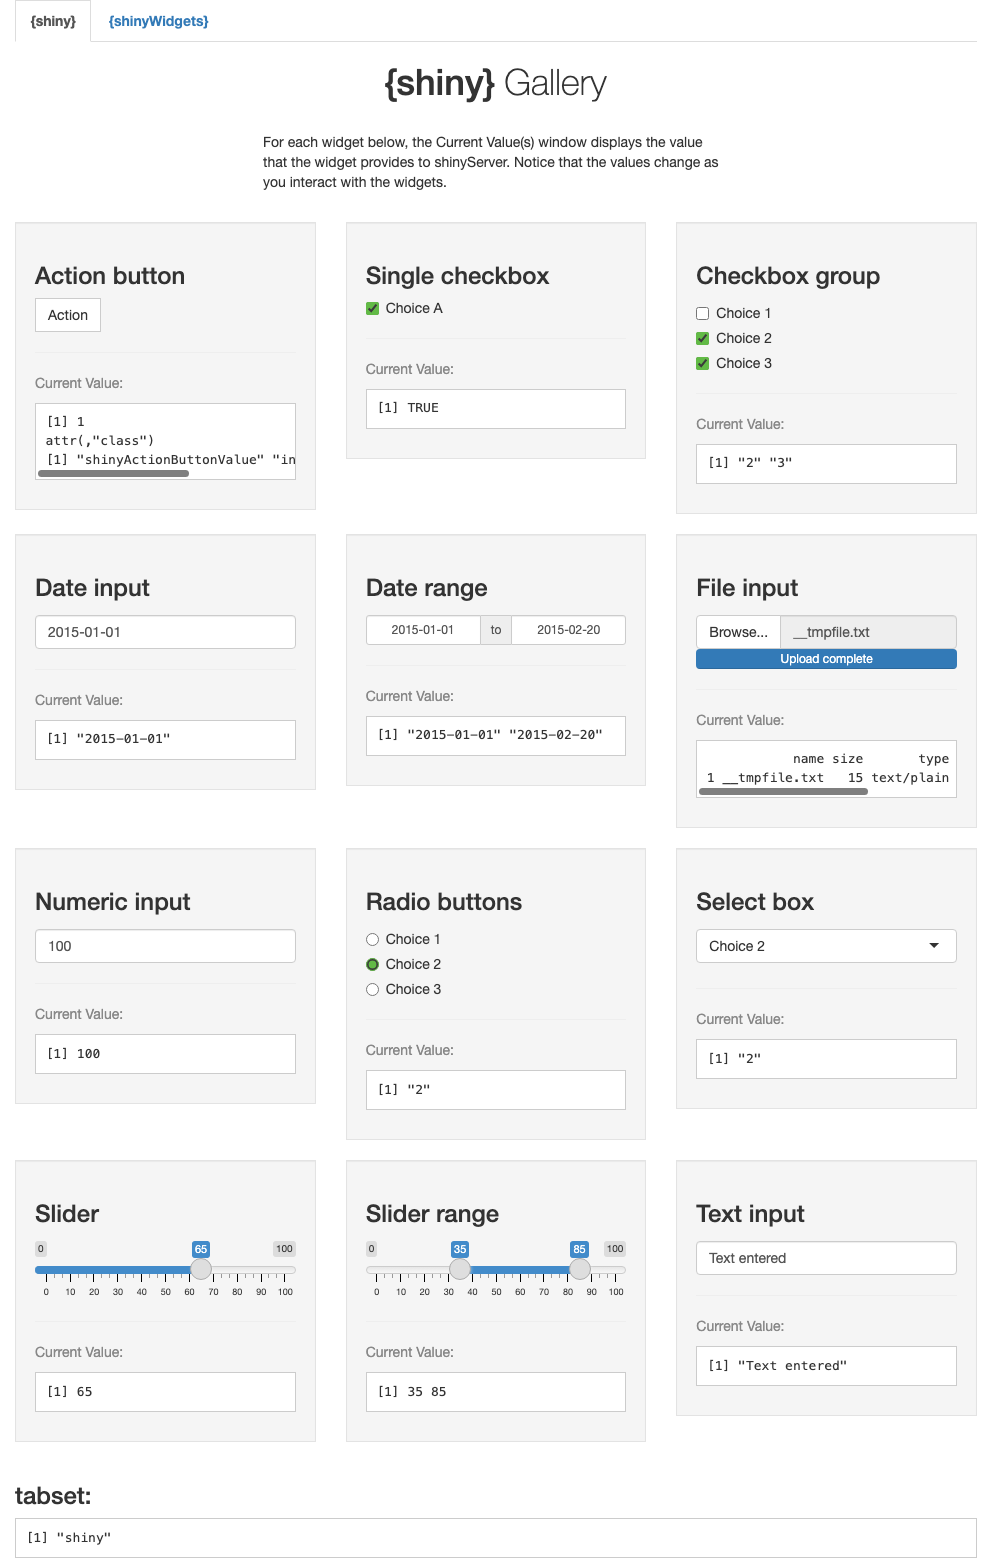 {shiny} {shinyWidgets}
{shiny} Gallery
For each widget below, the Current Value(s) window displays the value
that the widget provides to shinyServer. Notice that the values change as
you interact with the widgets.
Action button
Action
Current Value:
[1] 1
attr(,"class")
[1] "shinyActionButtonValue" "in
Single checkbox
Choice A
Current Value:
[1] TRUE
Checkbox group
Choice 1
Choice 2
Choice 3
Current Value:
[1] "2" "3"
Date input
2015-01-01
Current Value:
[1] "2015-01-01"
Date range
2015-01-01 to 2015-02-20
Current Value:
[1] "2015-01-01" "2015-02-20"
File input
Browse... __tmpfile.txt
Upload complete
Current Value:
name size type
1 __tmpfile.txt 15 text/plain
Numeric input
100
Current Value:
[1] 100
Radio buttons
Choice 1
Choice 2
Choice 3
Current Value:
[1] "2"
Select box
Choice 2
Current Value:
[1] "2"
Slider
0 65 100
0 10 20 30 40 50 60 70 80 90 100
Current Value:
[1] 65
Slider range
0 35 85 100
0 10 20 30 40 50 60 70 80 90 100
Current Value:
[1] 35 85
Text input
Text entered
Current Value:
[1] "Text entered"
tabset:
[1] "shiny"